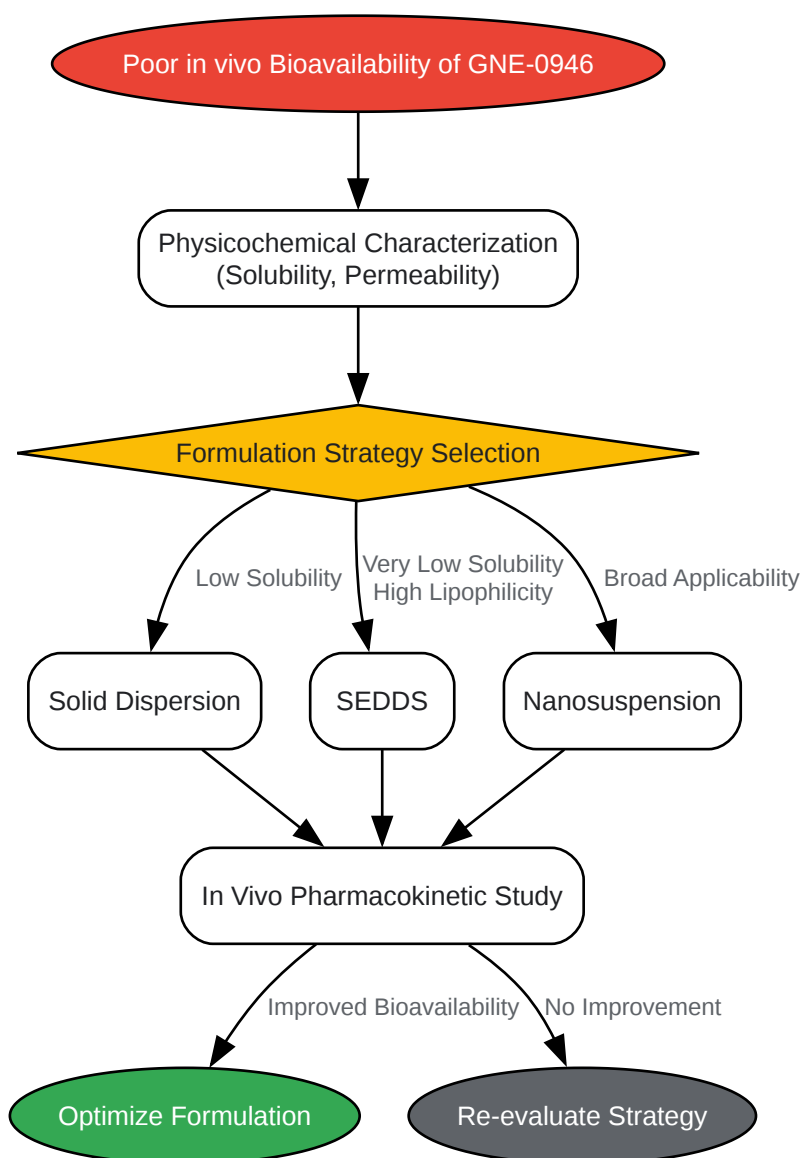 Poor in vivo Bioavailability of GNE-0946
Physicochemical Characterization
(Solubility, Permeability)
Formulation Strategy Selection
Low Solubility
Very Low Solubility
High Lipophilicity
Broad Applicability
Solid Dispersion
SEDDS
Nanosuspension
In Vivo Pharmacokinetic Study
Improved Bioavailability
No Improvement
Optimize Formulation
Re-evaluate Strategy